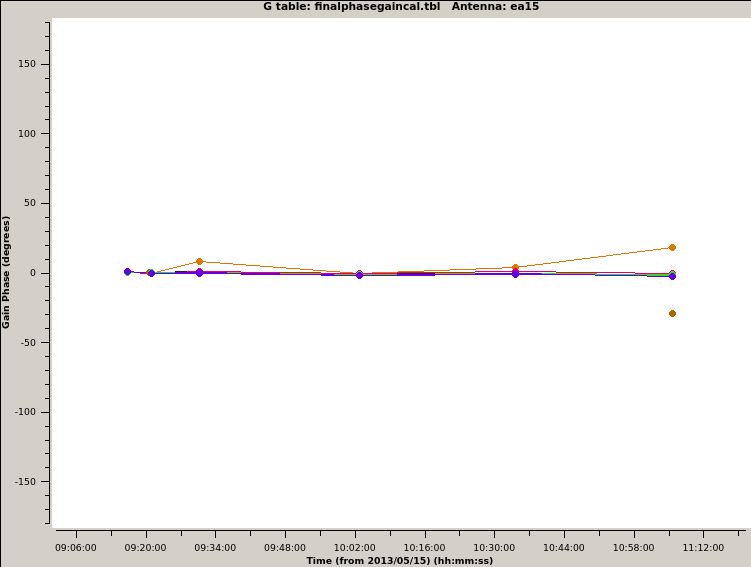 G table: finalphasegaincal.tbl   Antenna: ea15
150
100
50
0
-50
-100
-150
Gain Phase (degrees)
09:06:00 09:20:00 09:34:00 09:48:00 10:02:00 10:16:00 10:30:00 10:44:00 10:58:00 11:12:00
Time (from 2013/05/15) (hh:mm:ss)